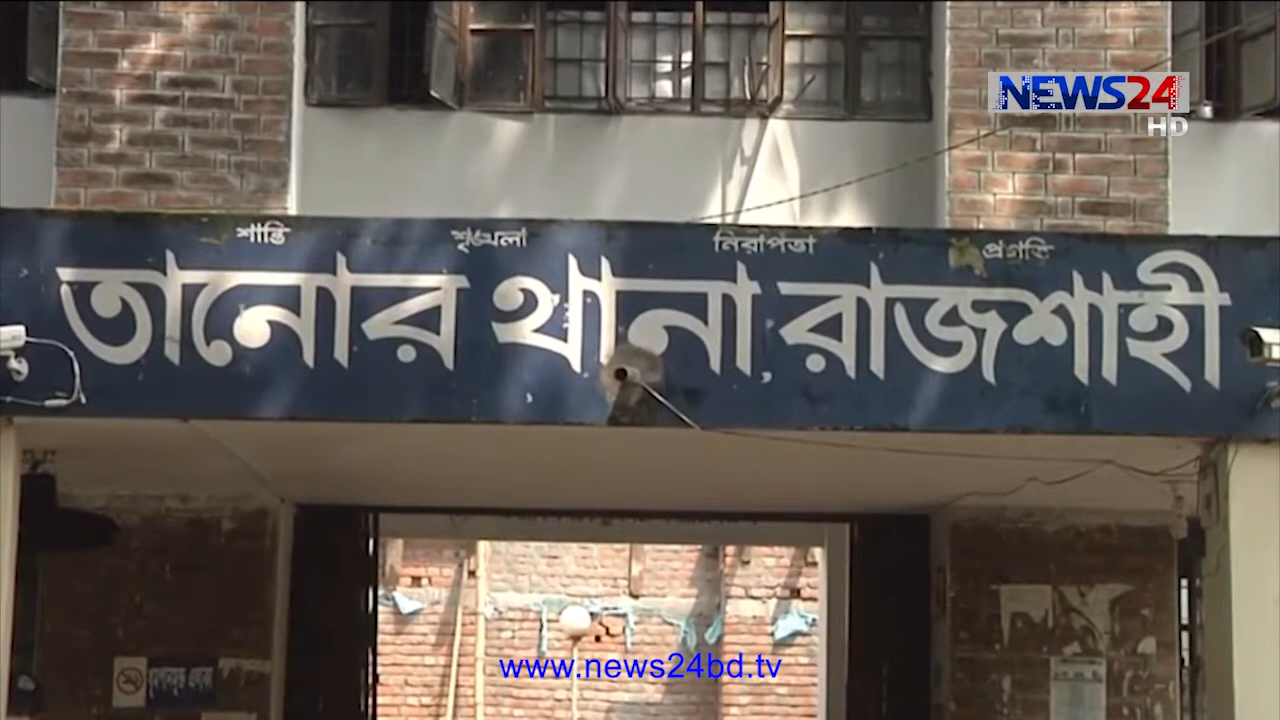 NEWS24
HD
শান্তি শৃঙ্খলা নিরাপত্তা প্রগতি
তানোর থানা, রাজশাহী
www.news24bd.tv